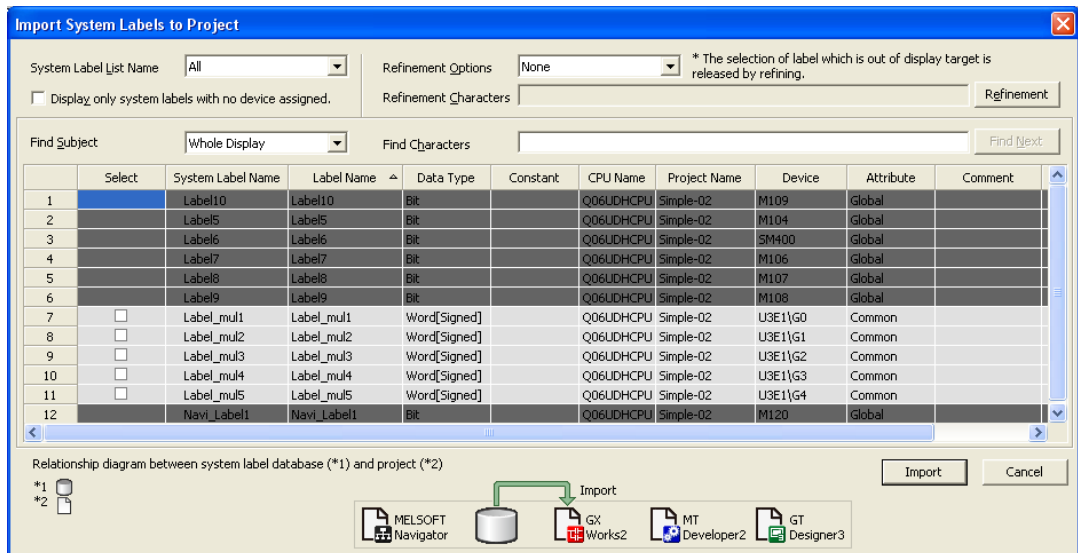 Import System Labels to Project
System Label List Name All Refinement Options None * The selection of label which is out of display target is
released by refining.
Display only system labels with no device assigned. Refinement Characters Refinement
Find Subject Whole Display Find Characters Find Next
Select System Label Name Label Name Data Type Constant CPU Name Project Name Device Attribute Comment
1 Label10 Label10 Bit Q06UDHCPU Simple-02 M109 Global
2 Label5 Label5 Bit Q06UDHCPU Simple-02 M104 Global
3 Label6 Label6 Bit Q06UDHCPU Simple-02 SM400 Global
4 Label7 Label7 Bit Q06UDHCPU Simple-02 M106 Global
5 Label8 Label8 Bit Q06UDHCPU Simple-02 M107 Global
6 Label9 Label9 Bit Q06UDHCPU Simple-02 M108 Global
7 Label_mul1 Label_mul1 Word[Signed] Q06UDHCPU Simple-02 U3E1\G0 Common
8 Label_mul2 Label_mul2 Word[Signed] Q06UDHCPU Simple-02 U3E1\G1 Common
9 Label_mul3 Label_mul3 Word[Signed] Q06UDHCPU Simple-02 U3E1\G2 Common
10 Label_mul4 Label_mul4 Word[Signed] Q06UDHCPU Simple-02 U3E1\G3 Common
11 Label_mul5 Label_mul5 Word[Signed] Q06UDHCPU Simple-02 U3E1\G4 Common
12 Navi_Label1 Navi_Label1 Bit Q06UDHCPU Simple-02 M120 Global
Relationship diagram between system label database (*1) and project (*2)
Import Cancel
*1
*2
Import
MELSOFT
Navigator
GX
Works2
MT
Developer2
GT
Designer3